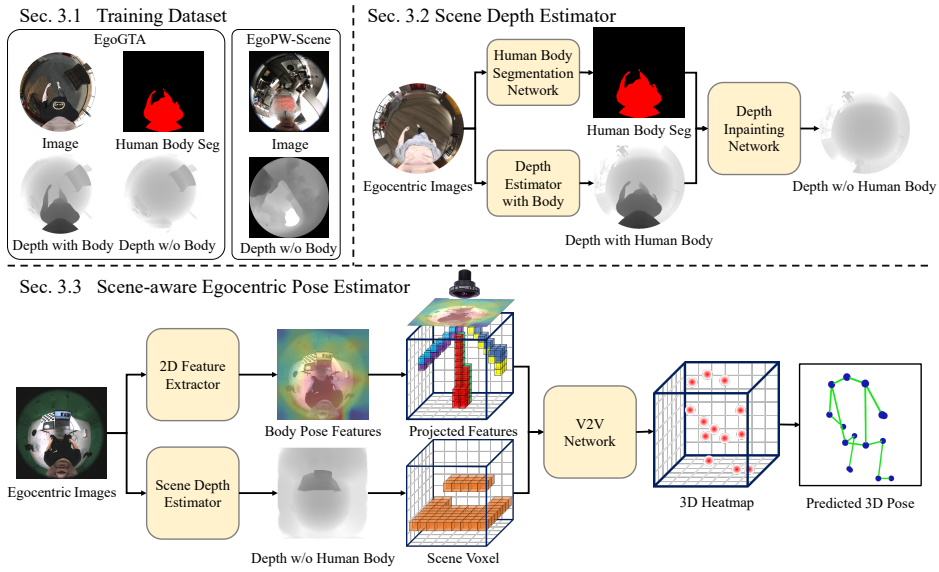 Sec. 3.1 Training Dataset
EgoGTA
EgoPW-Scene
Image
Human Body Seg
Image
Depth with Body
Depth w/o Body
Depth w/o Body
Sec. 3.2 Scene Depth Estimator
Egocentric Images
Human Body
Segmentation
Network
Human Body Seg
Depth
Estimator
with Body
Depth with Human Body
Depth
Inpainting
Network
Depth w/o Human Body
Sec. 3.3 Scene-aware Egocentric Pose Estimator
Egocentric Images
2D Feature
Extractor
Body Pose Features
Projected Features
Scene Depth
Estimator
Depth w/o Human Body
Scene Voxel
V2V
Network
3D Heatmap
Predicted 3D Pose